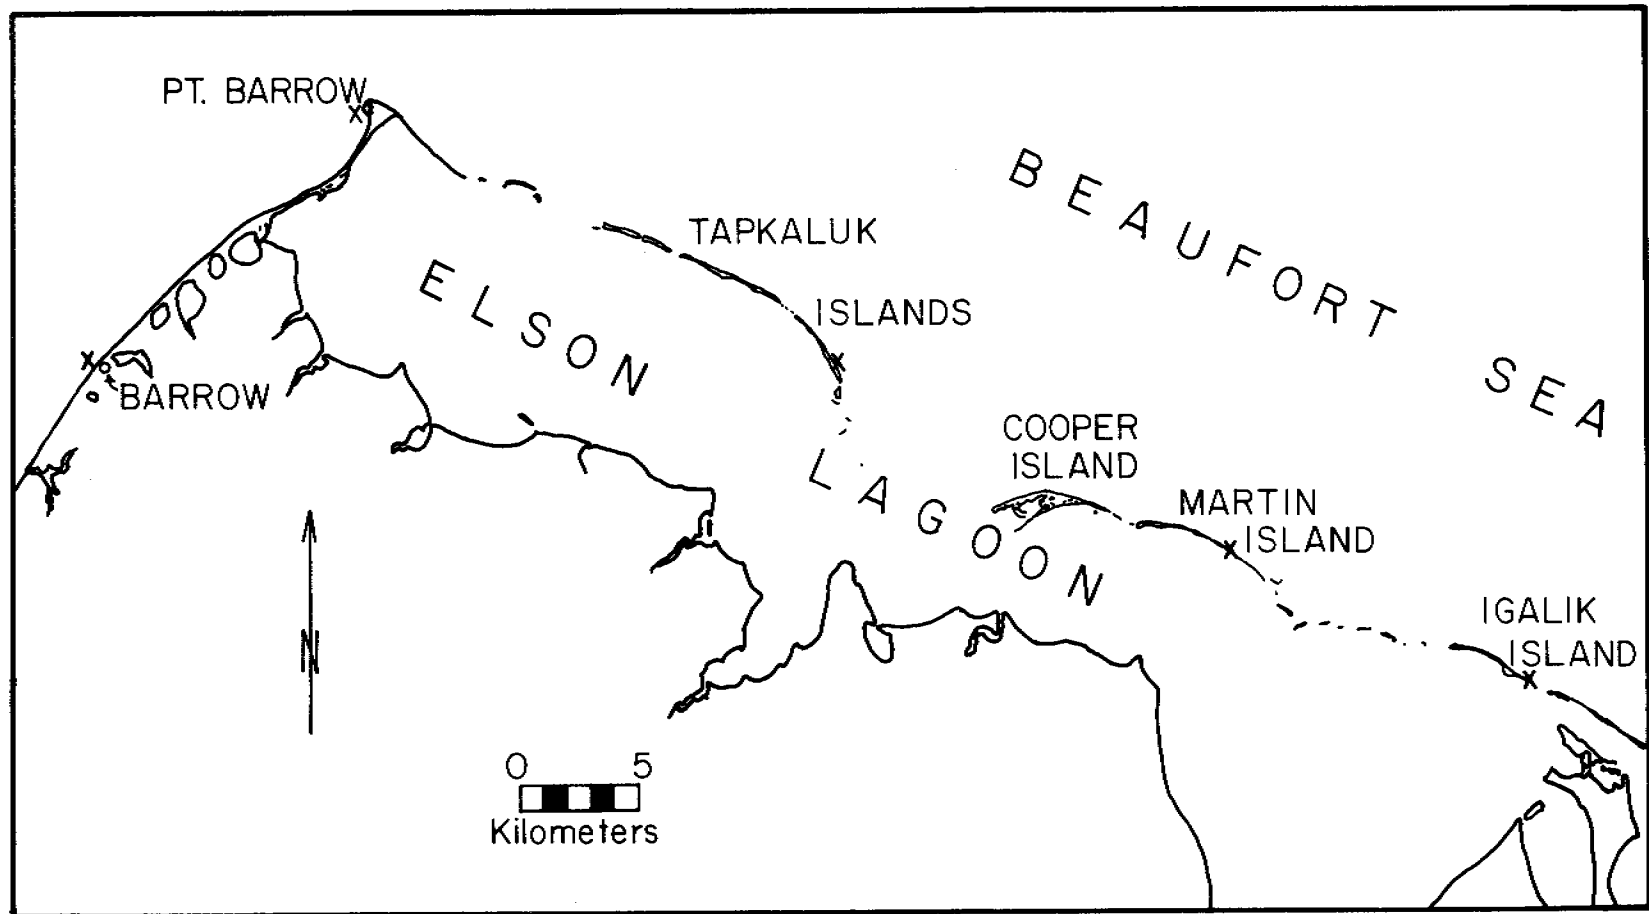 PT. BARROW
BEAUFORT SEA
TAPKALUK
ISLANDS
ELSON
LAGOON
BARROW
COOPER
ISLAND
MARTIN
ISLAND
IGALIK
ISLAND
N
0 5
Kilometers